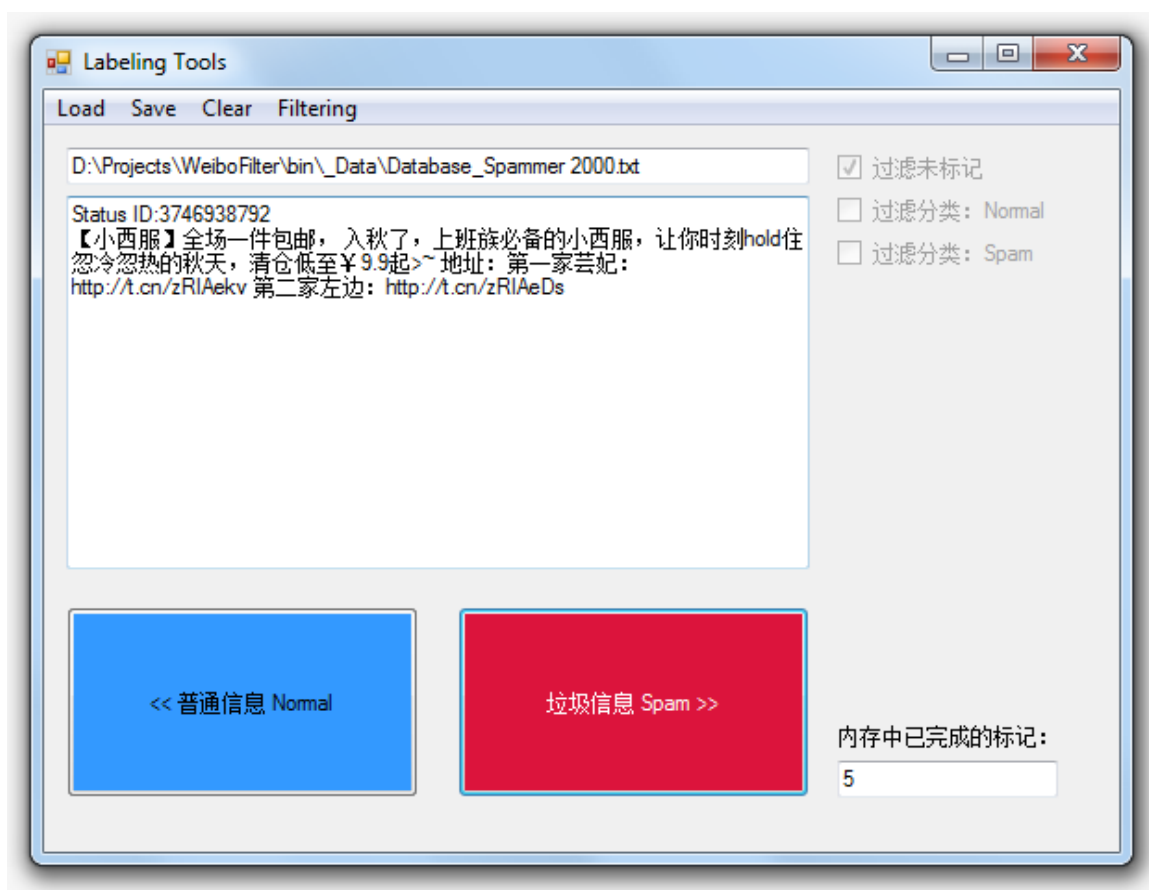 Labeling Tools
Load Save Clear Filtering
D:\Projects\WeiboFilter\bin\_Data\Database_Spammer 2000.txt
过滤未标记
过滤分类：Normal
过滤分类：Spam
Status ID:3746938792
【小西服】全场一件包邮，入秋了，上班族必备的小西服，让你时刻hold住
忽冷忽热的秋天，清仓低至￥9.9起>~ 地址：第一家芸妃：
http://t.cn/zRIAekv 第二家左边：http://t.cn/zRIAeDs
<< 普通信息 Normal
垃圾信息 Spam >>
内存中已完成的标记：
5